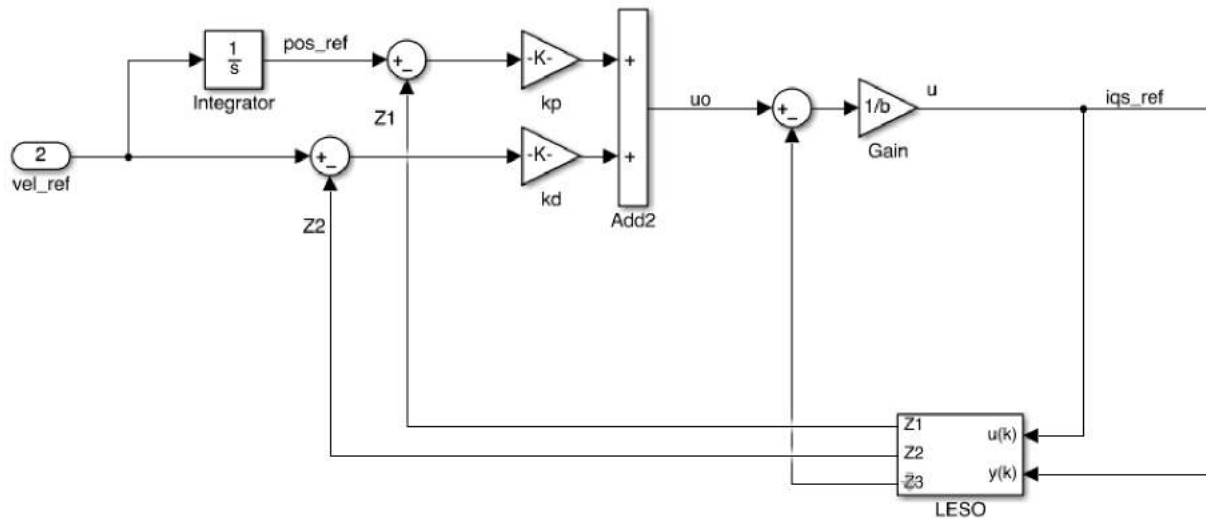 pos_ref
1
s
Integrator
+
-
-K-
kp
+
Z1
uo
+
-
1/b
u
Gain
iqs_ref
2
vel_ref
+
-
-K-
kd
+
Add2
Z2
Z1
Z2
Z3
u(k)
y(k)
LESO